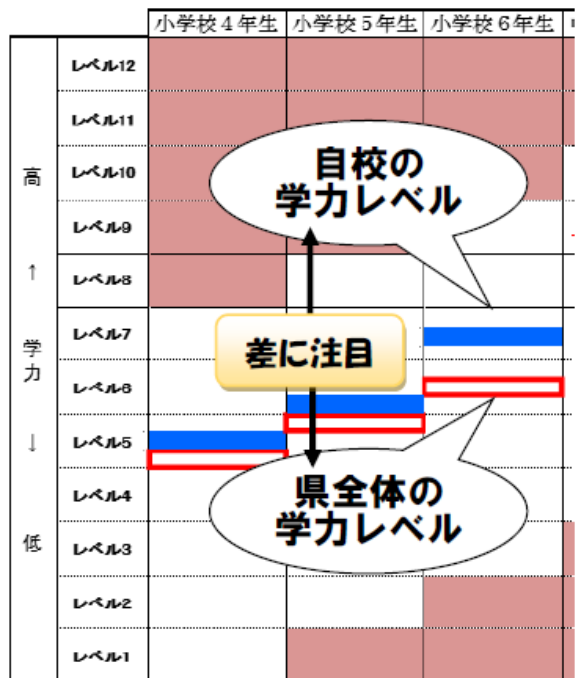 小学校４年生 小学校５年生 小学校６年生
レベル12
レベル11
高 レベル10
レベル9
↑ レベル8
学力 レベル7
レベル6
↓ レベル5
レベル4
低 レベル3
レベル2
レベル1
自校の
学力レベル
差に注目
県全体の
学力レベル